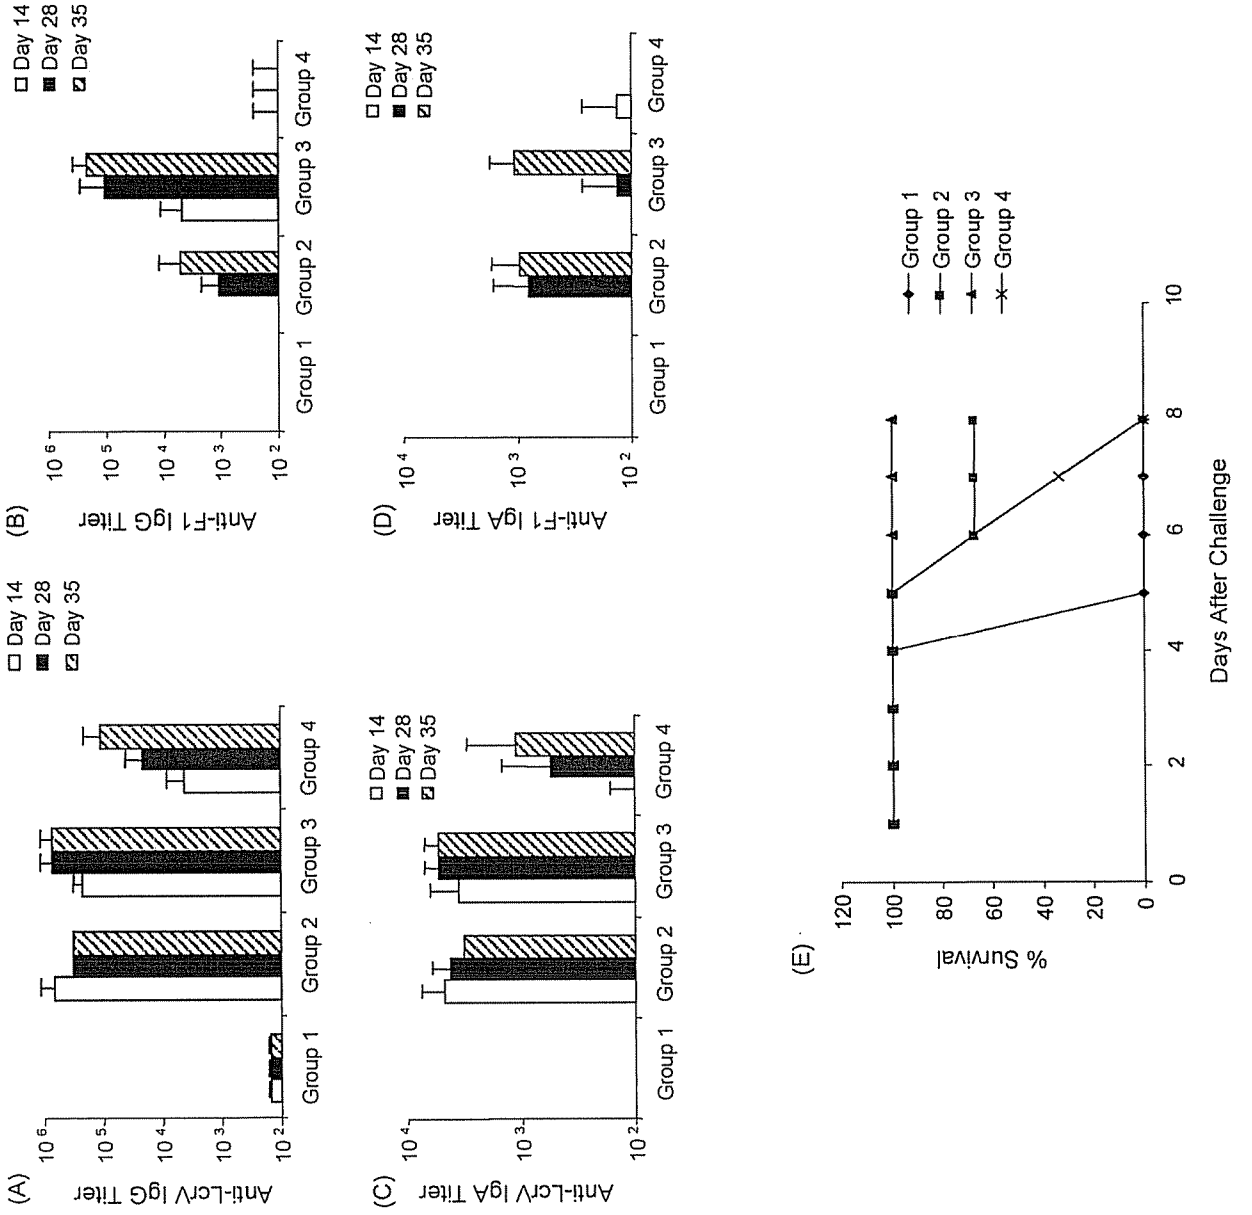 (A)
Anti-LcrV IgG Titer
10 6
10 5
10 4
10 3
10 2
Group 1
Group 2
Group 3
Group 4
Day 14
Day 28
Day 35
(B)
Anti-F1 IgG Titer
10 6
10 5
10 4
10 3
10 2
Group 1
Group 2
Group 3
Group 4
Day 14
Day 28
Day 35
(C)
Anti-LcrV IgA Titer
10 4
10 3
10 2
Group 1
Group 2
Group 3
Group 4
Day 14
Day 28
Day 35
(D)
Anti-F1 IgA Titer
10 4
10 3
10 2
Group 1
Group 2
Group 3
Group 4
Day 14
Day 28
Day 35
(E)
% Survival
120
100
80
60
40
20
0
0
2
4
6
8
10
Days After Challenge
Group 1
Group 2
Group 3
Group 4